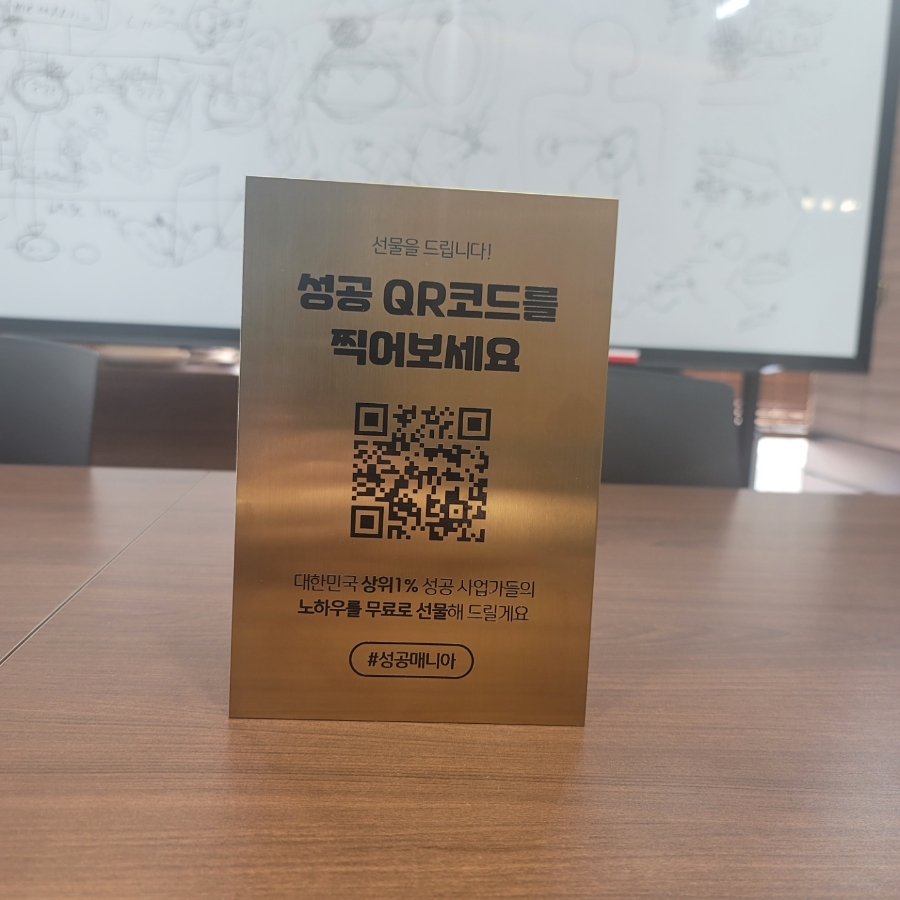 선물을 드립니다!
성공 QR코드를
찍어보세요
대한민국 상위1% 성공 사업가들의
노하우를 무료로 선물해 드릴게요
#성공매니아